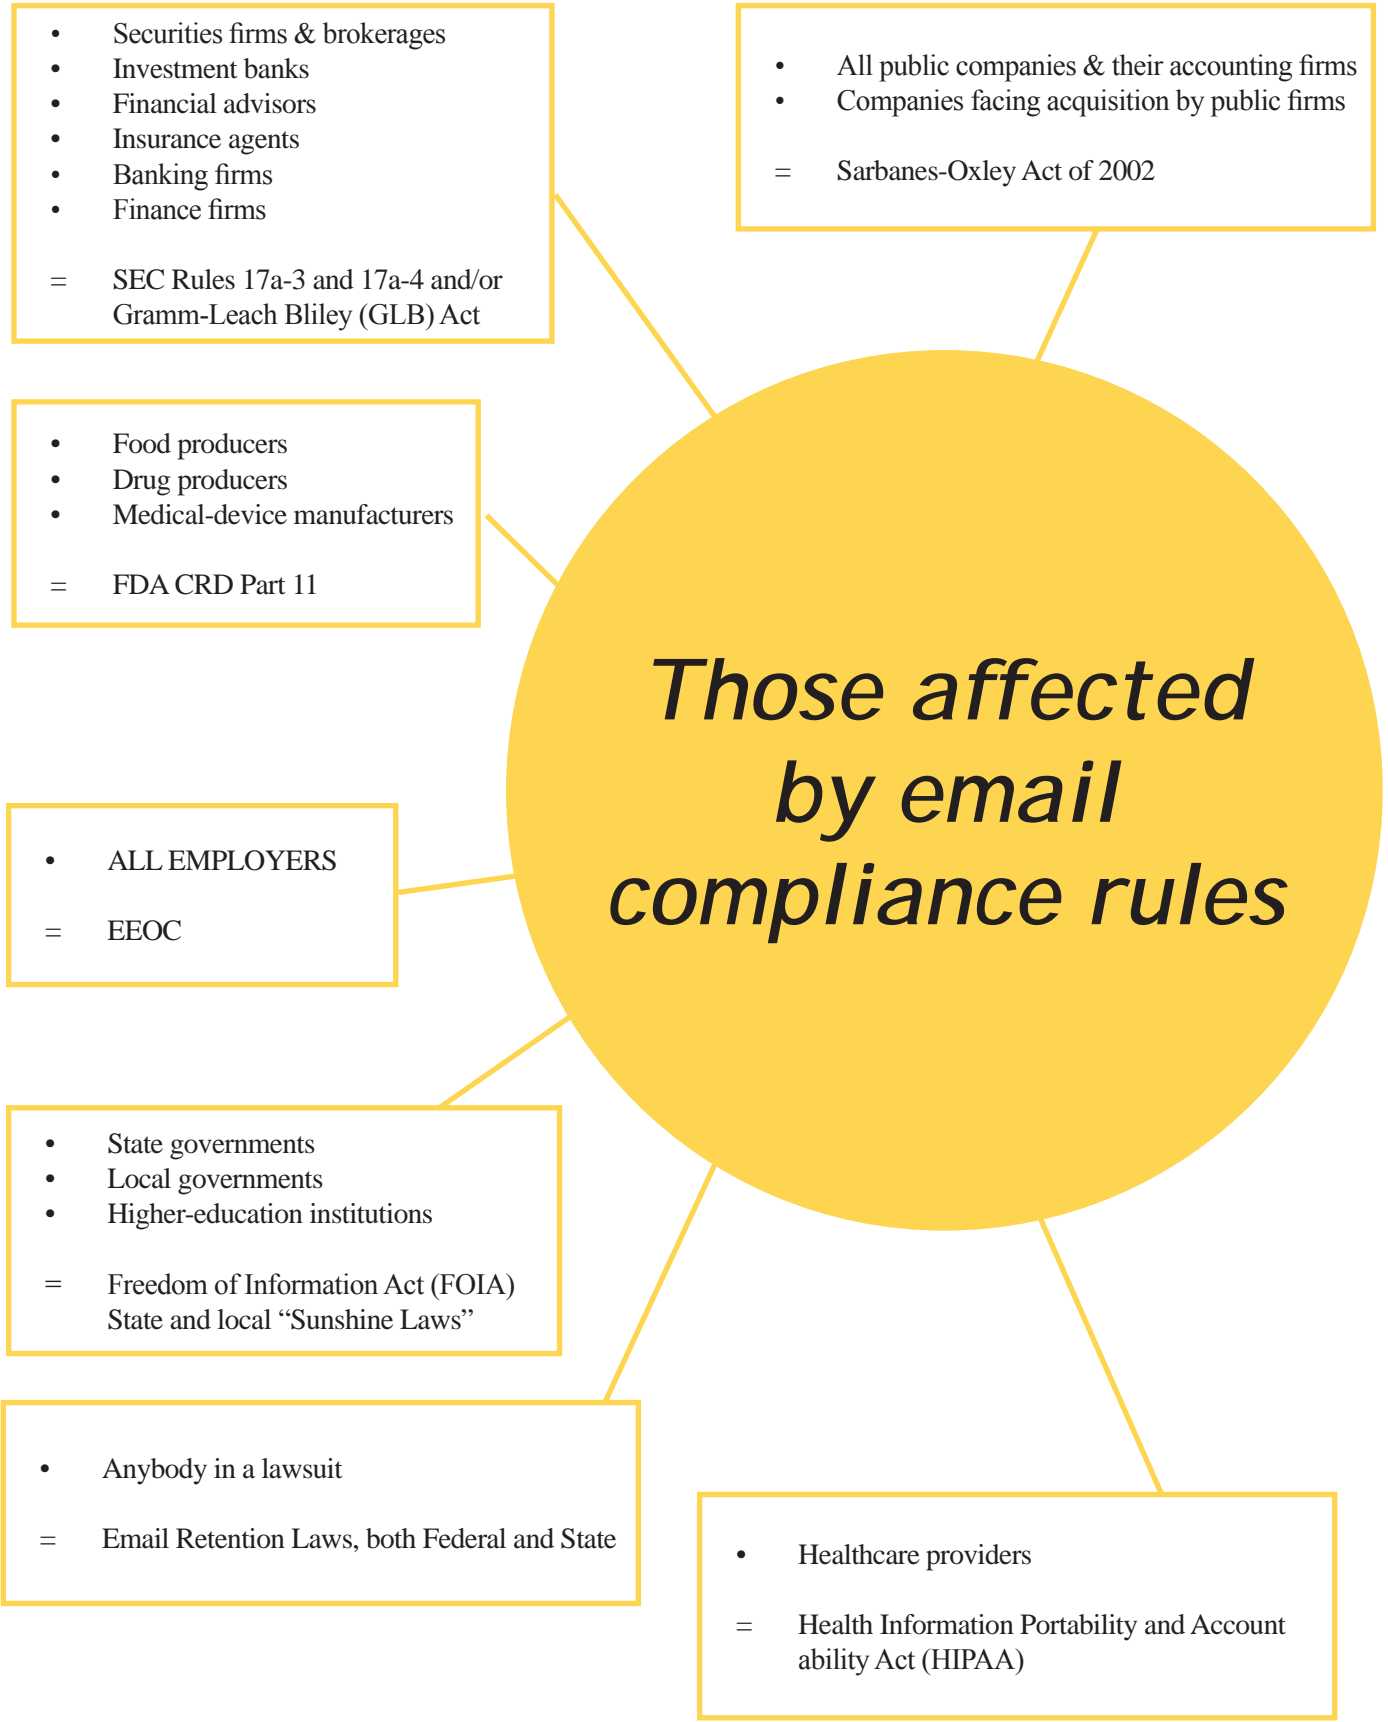 • Securities firms & brokerages
• Investment banks
• Financial advisors
• Insurance agents
• Banking firms
• Finance firms
= SEC Rules 17a-3 and 17a-4 and/or
Gramm-Leach Bliley (GLB) Act
• All public companies & their accounting firms
• Companies facing acquisition by public firms
= Sarbanes-Oxley Act of 2002
• Food producers
• Drug producers
• Medical-device manufacturers
= FDA CRD Part 11
Those affected
by email
compliance rules
• ALL EMPLOYERS
= EEOC
• State governments
• Local governments
• Higher-education institutions
= Freedom of Information Act (FOIA)
State and local “Sunshine Laws”
• Anybody in a lawsuit
= Email Retention Laws, both Federal and State
• Healthcare providers
= Health Information Portability and Account
ability Act (HIPAA)